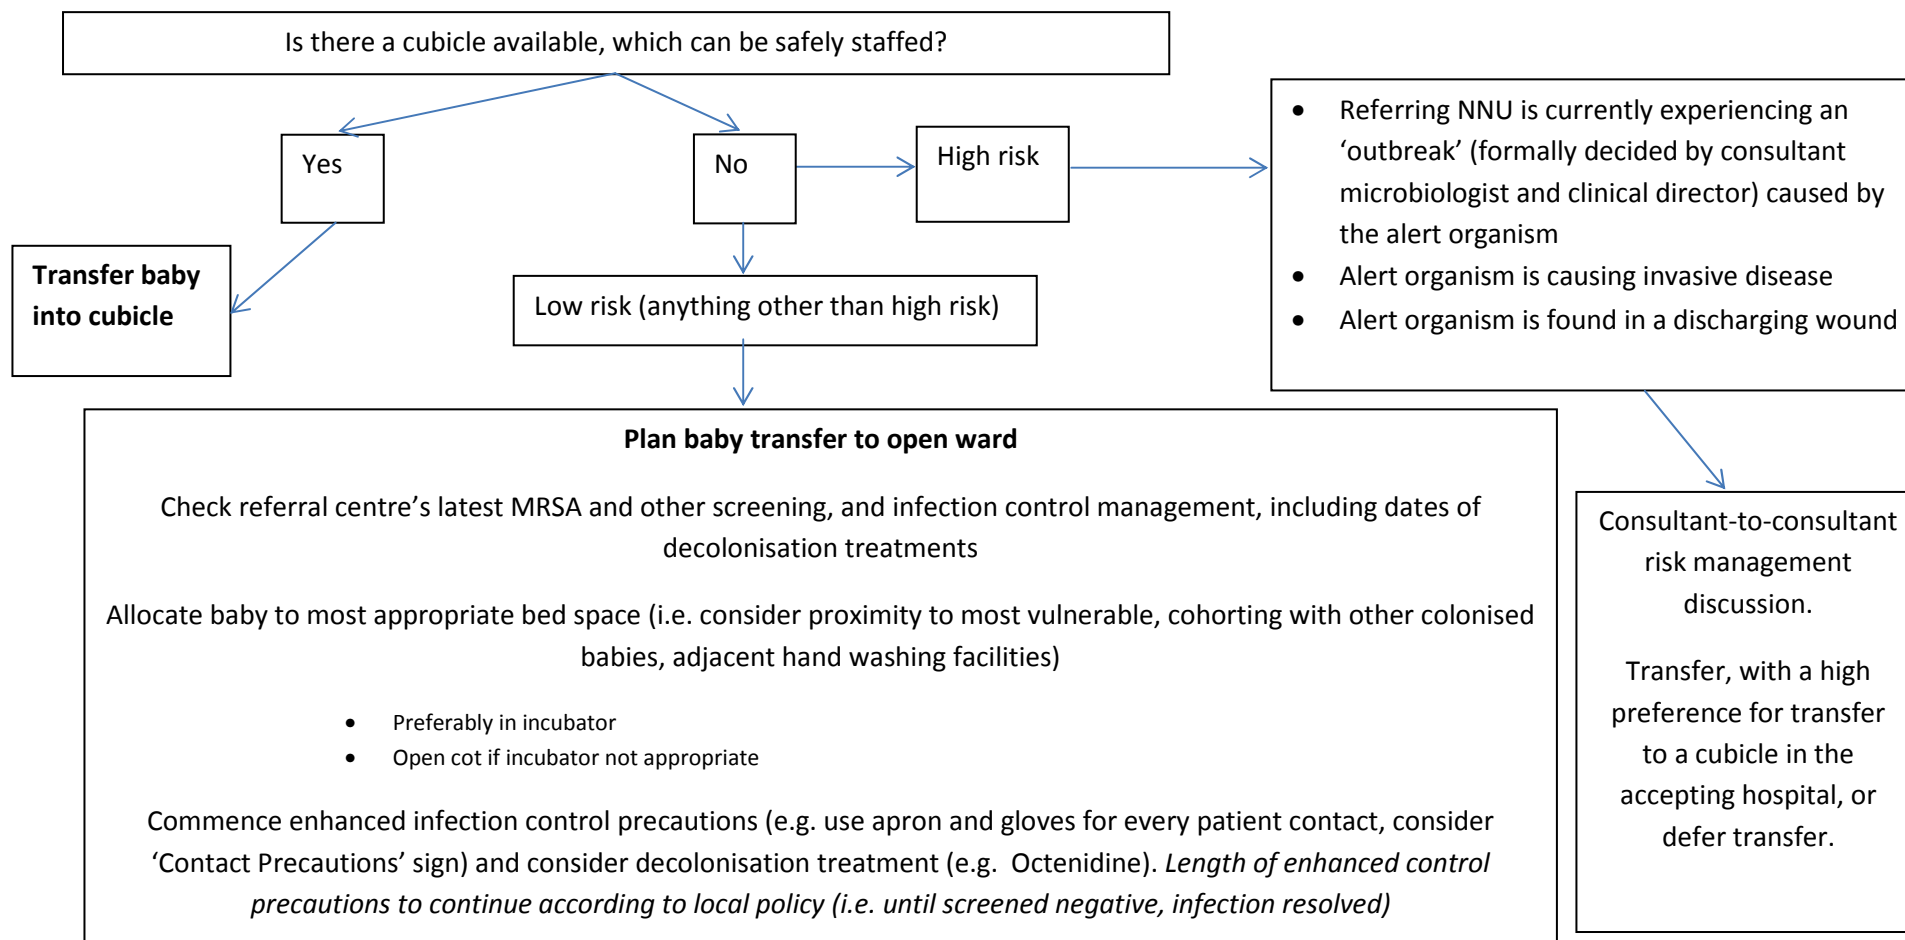 Is there a cubicle available, which can be safely staffed?
Yes
No
High risk
• Referring NNU is currently experiencing an
‘outbreak’ (formally decided by consultant
microbiologist and clinical director) caused by
the alert organism
• Alert organism is causing invasive disease
• Alert organism is found in a discharging wound
Transfer baby
into cubicle
Low risk (anything other than high risk)
Plan baby transfer to open ward
Check referral centre’s latest MRSA and other screening, and infection control management, including dates of
decolonisation treatments
Allocate baby to most appropriate bed space (i.e. consider proximity to most vulnerable, cohorting with other colonised
babies, adjacent hand washing facilities)
• Preferably in incubator
• Open cot if incubator not appropriate
Commence enhanced infection control precautions (e.g. use apron and gloves for every patient contact, consider
‘Contact Precautions’ sign) and consider decolonisation treatment (e.g. Octenidine). Length of enhanced control
precautions to continue according to local policy (i.e. until screened negative, infection resolved)
Consultant-to-consultant
risk management
discussion.
Transfer, with a high
preference for transfer
to a cubicle in the
accepting hospital, or
defer transfer.